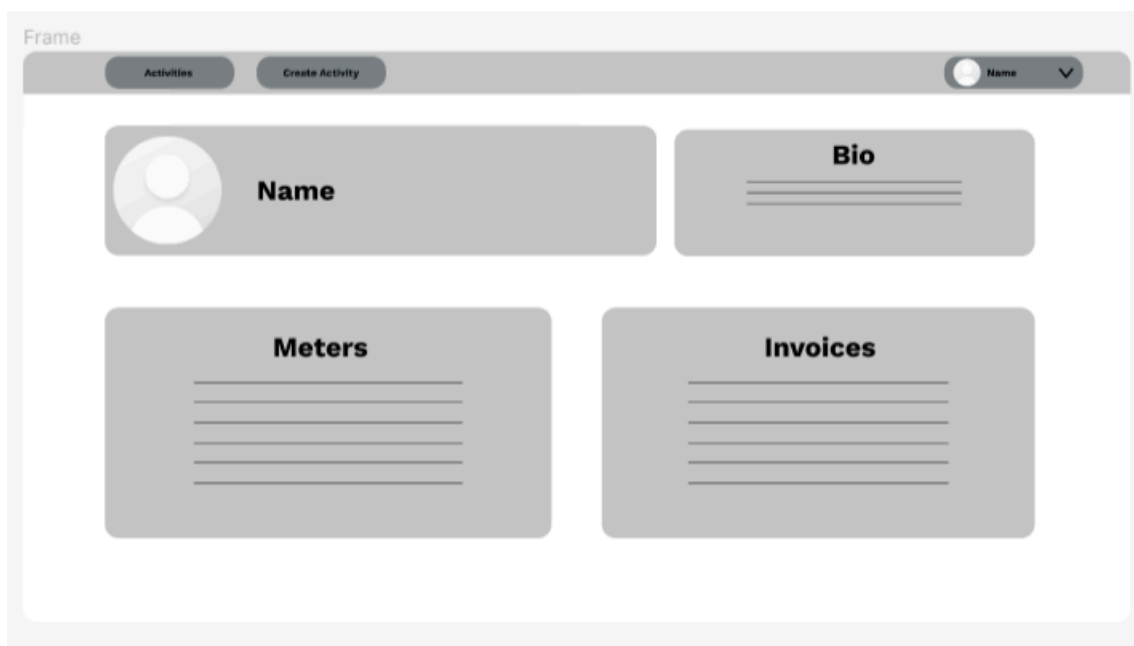 Frame
Activities
Create Activity
Name
Name
Bio
Meters
Invoices